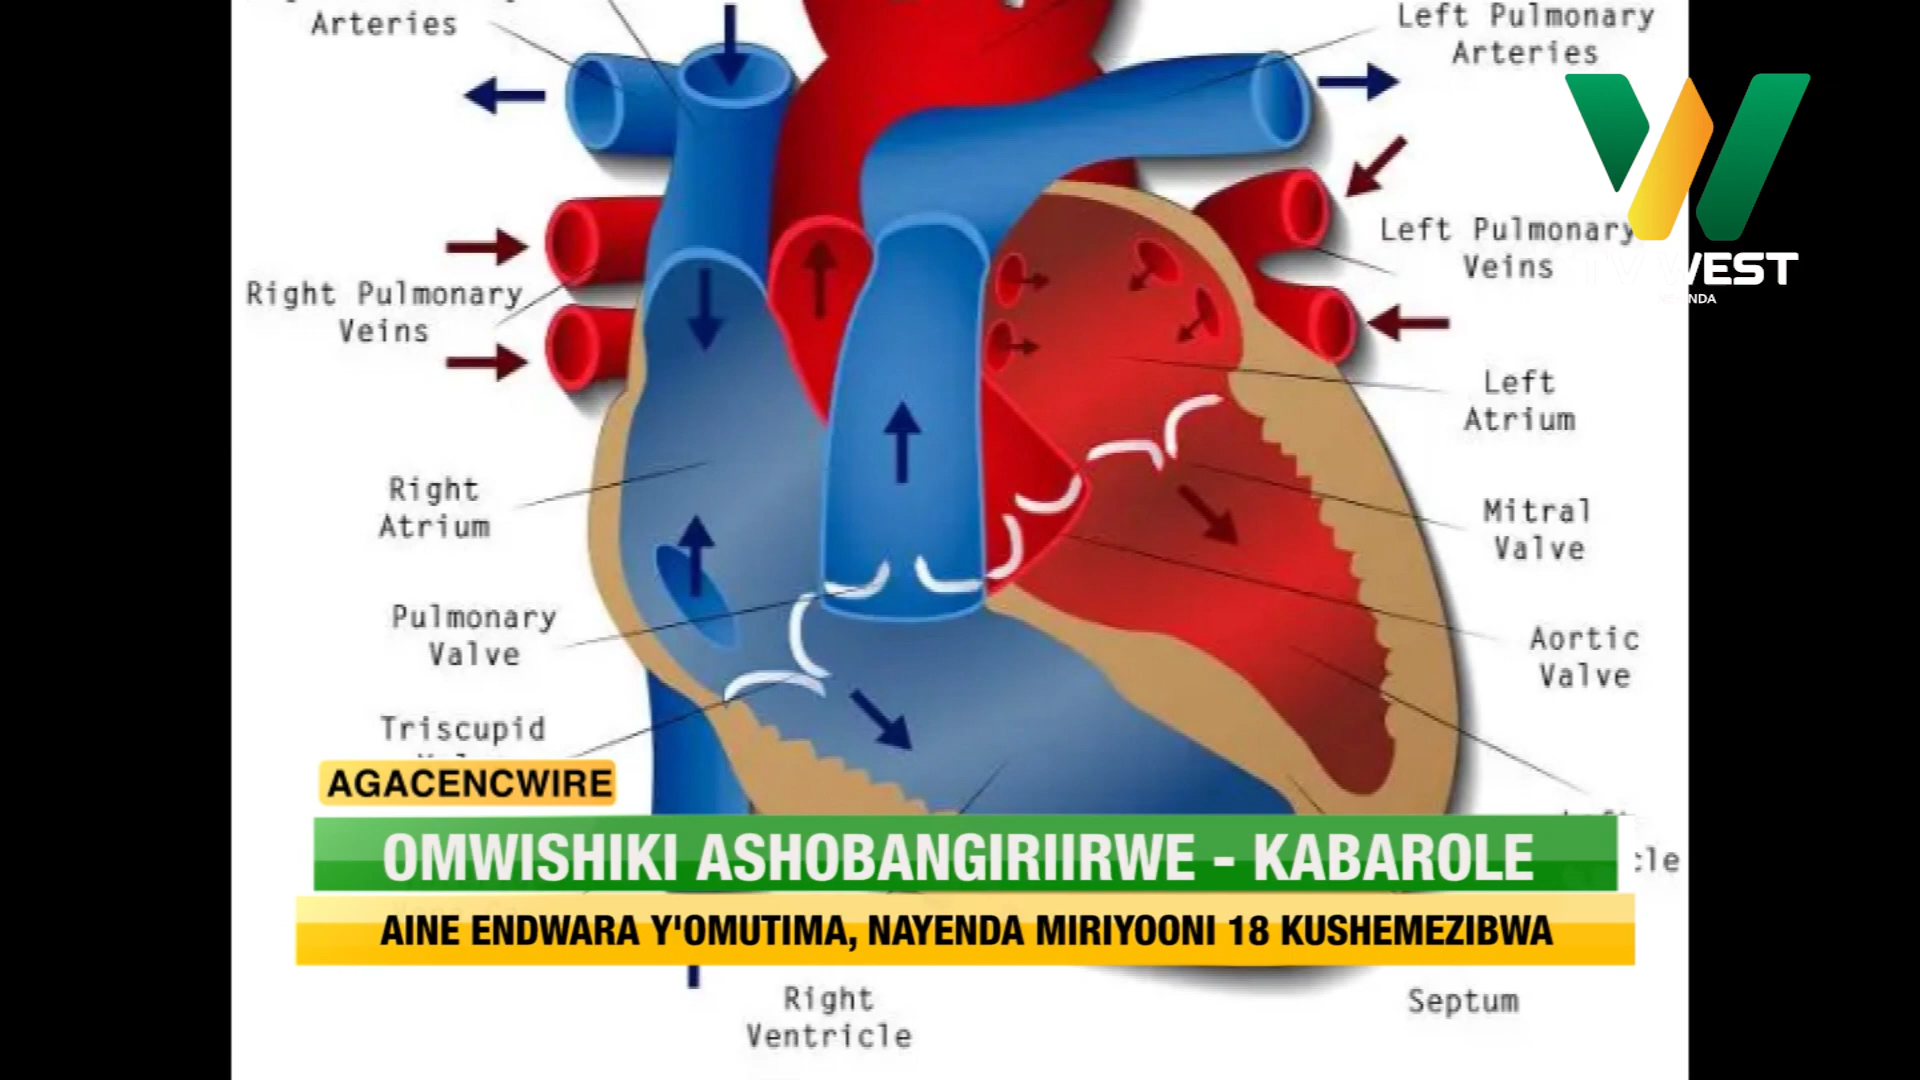 Arteries
Left Pulmonary
Arteries
Left Pulmonary
Veins
WEST
Right Pulmonary
Veins
Left
Atrium
Right
Atrium
Mitral
Valve
Pulmonary
Valve
Aortic
Valve
Triscupid
AGACENCWIRE
OMWISHIKI ASHOBANGIRIIRWE - KABAROLE
AINE ENDWARA Y'OMUTIMA, NAYENDA MIRIYOONI 18 KUSHEMEZIBWA
Right
Ventricle
Septum